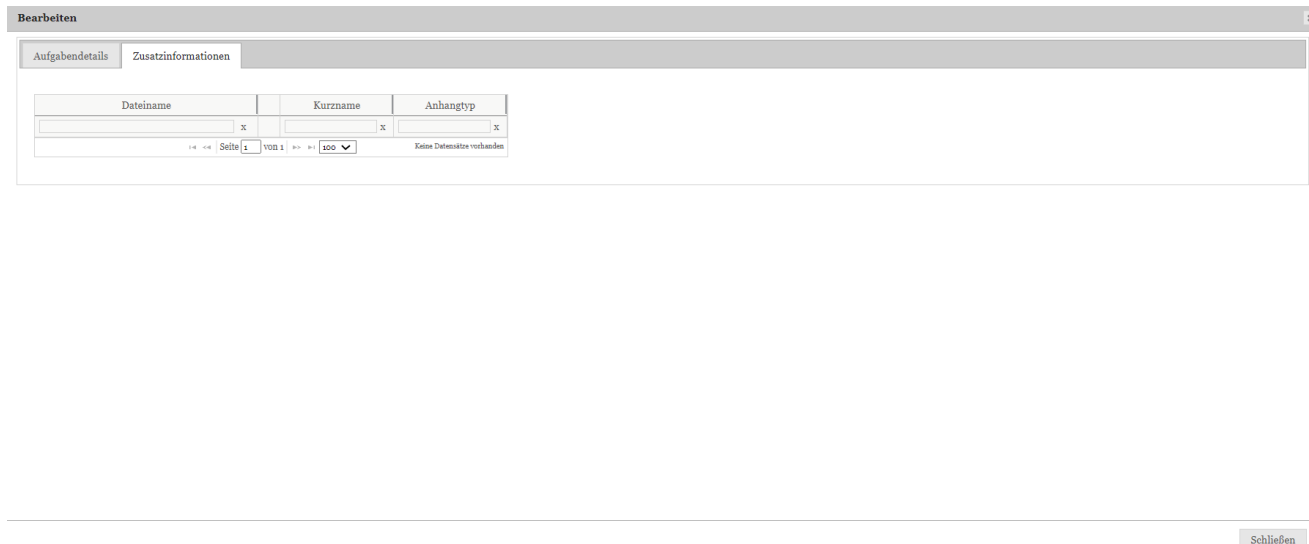 Bearbeiten
Aufgabendetails Zusatzinformationen
Dateiname Kurzname Anhangtyp
x x x
Seite 1 von 1 100 Keine Datensätze vorhanden
Schließen